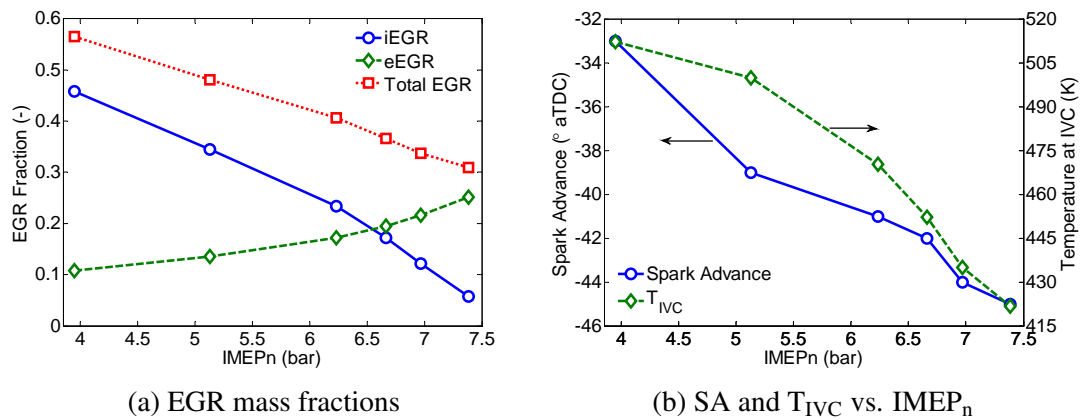 0.6
0.5
0.4
0.3
0.2
0.1
0
EGR Fraction (-)
iEGR
eEGR
Total EGR
4 4.5 5 5.5 6 6.5 7 7.5
IMEPn (bar)
(a) EGR mass fractions
-32
-34
-36
-38
-40
-42
-44
-46
Spark Advance (° aTDC)
Spark Advance
T_IVC
520
505
490
475
460
445
430
415
Temperature at IVC (K)
4 4.5 5 5.5 6 6.5 7 7.5
IMEPn (bar)
(b) SA and T_IVC vs. IMEP_n